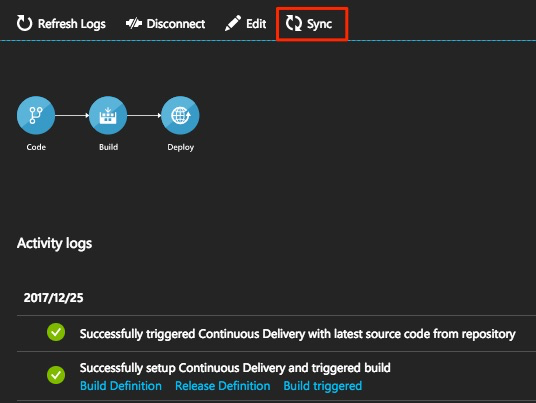 Refresh Logs Disconnect Edit Sync
Code Build Deploy
Activity logs
2017/12/25
Successfully triggered Continuous Delivery with latest source code from repository
Successfully setup Continuous Delivery and triggered build
Build Definition Release Definition Build triggered